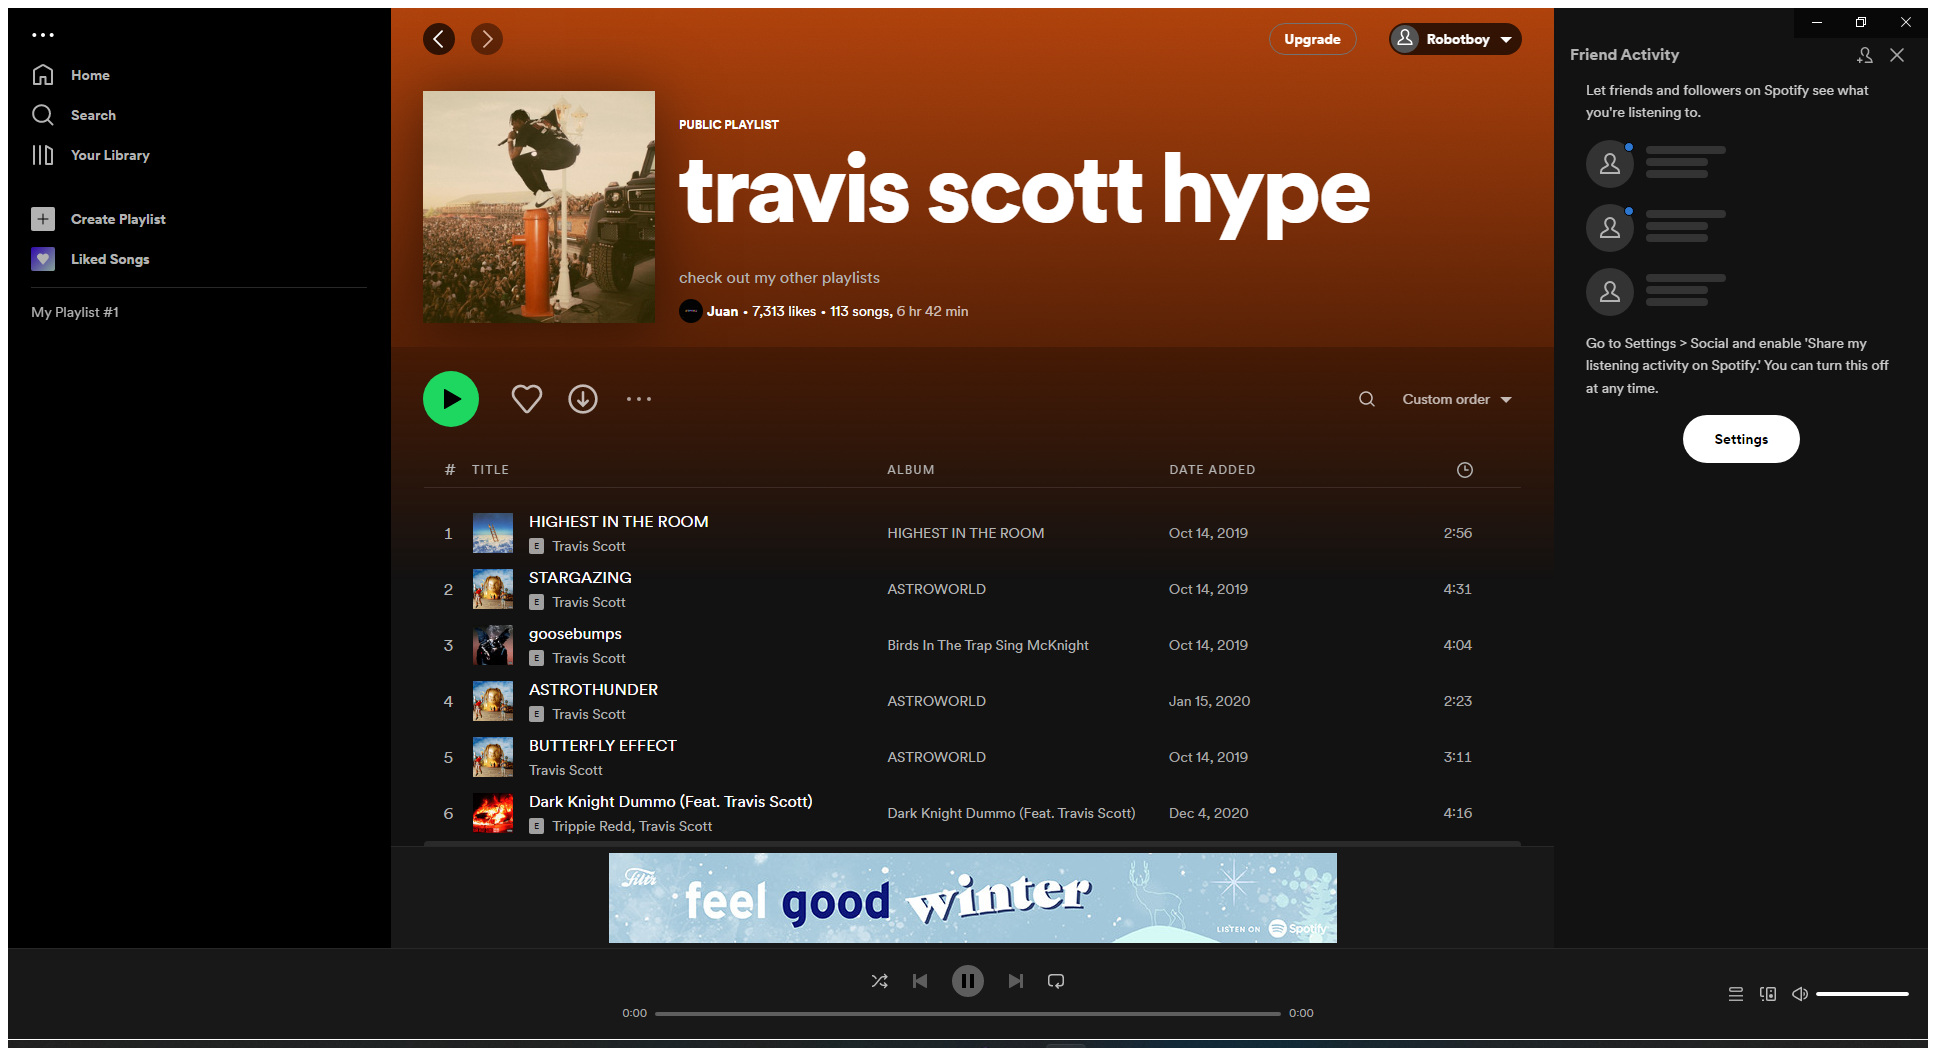 Home
Search
Your Library
Create Playlist
Liked Songs
My Playlist #1
Upgrade
Robotboy
PUBLIC PLAYLIST
travis scott hype
check out my other playlists
Juan • 7,313 likes • 113 songs, 6 hr 42 min
Custom order
# TITLE ALBUM DATE ADDED
1 HIGHEST IN THE ROOM HIGHEST IN THE ROOM Oct 14, 2019 2:56
E Travis Scott
2 STARGAZING ASTROWORLD Oct 14, 2019 4:31
E Travis Scott
3 goosebumps Birds In The Trap Sing McKnight Oct 14, 2019 4:04
E Travis Scott
4 ASTROTHUNDER ASTROWORLD Jan 15, 2020 2:23
E Travis Scott
5 BUTTERFLY EFFECT ASTROWORLD Oct 14, 2019 3:11
Travis Scott
6 Dark Knight Dummo (Feat. Travis Scott) Dark Knight Dummo (Feat. Travis Scott) Dec 4, 2020 4:16
E Trippie Redd, Travis Scott
Filtr
feel good winter
LISTEN ON Spotify
0:00 0:00
Friend Activity
Let friends and followers on Spotify see what
you're listening to.
Go to Settings > Social and enable 'Share my
listening activity on Spotify.' You can turn this off
at any time.
Settings